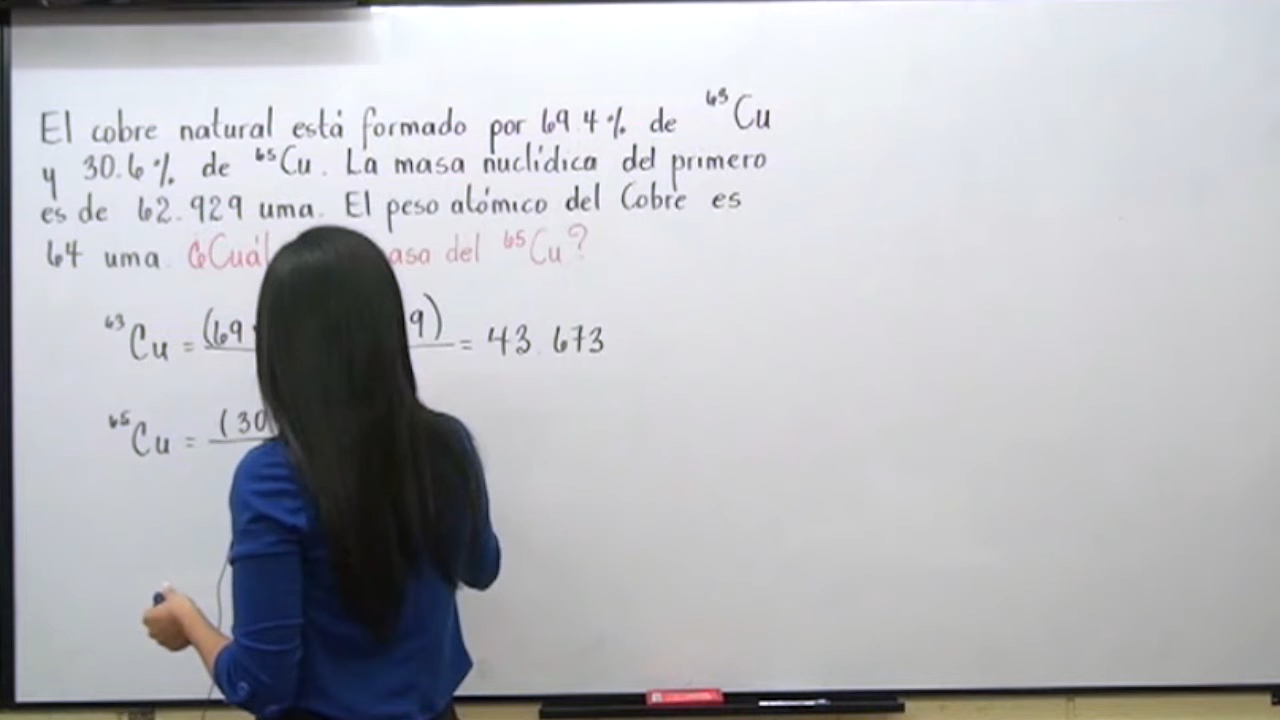 El cobre natural está formado por 69.4% de ⁶³Cu
y 30.6% de ⁶⁵Cu. La masa nuclídica del primero
es de 62.929 uma. El peso atómico del Cobre es
64 uma. ¿Cuál asa del ⁶⁵Cu?
⁶³Cu = (69 9) = 43.673
⁶⁵Cu = (30